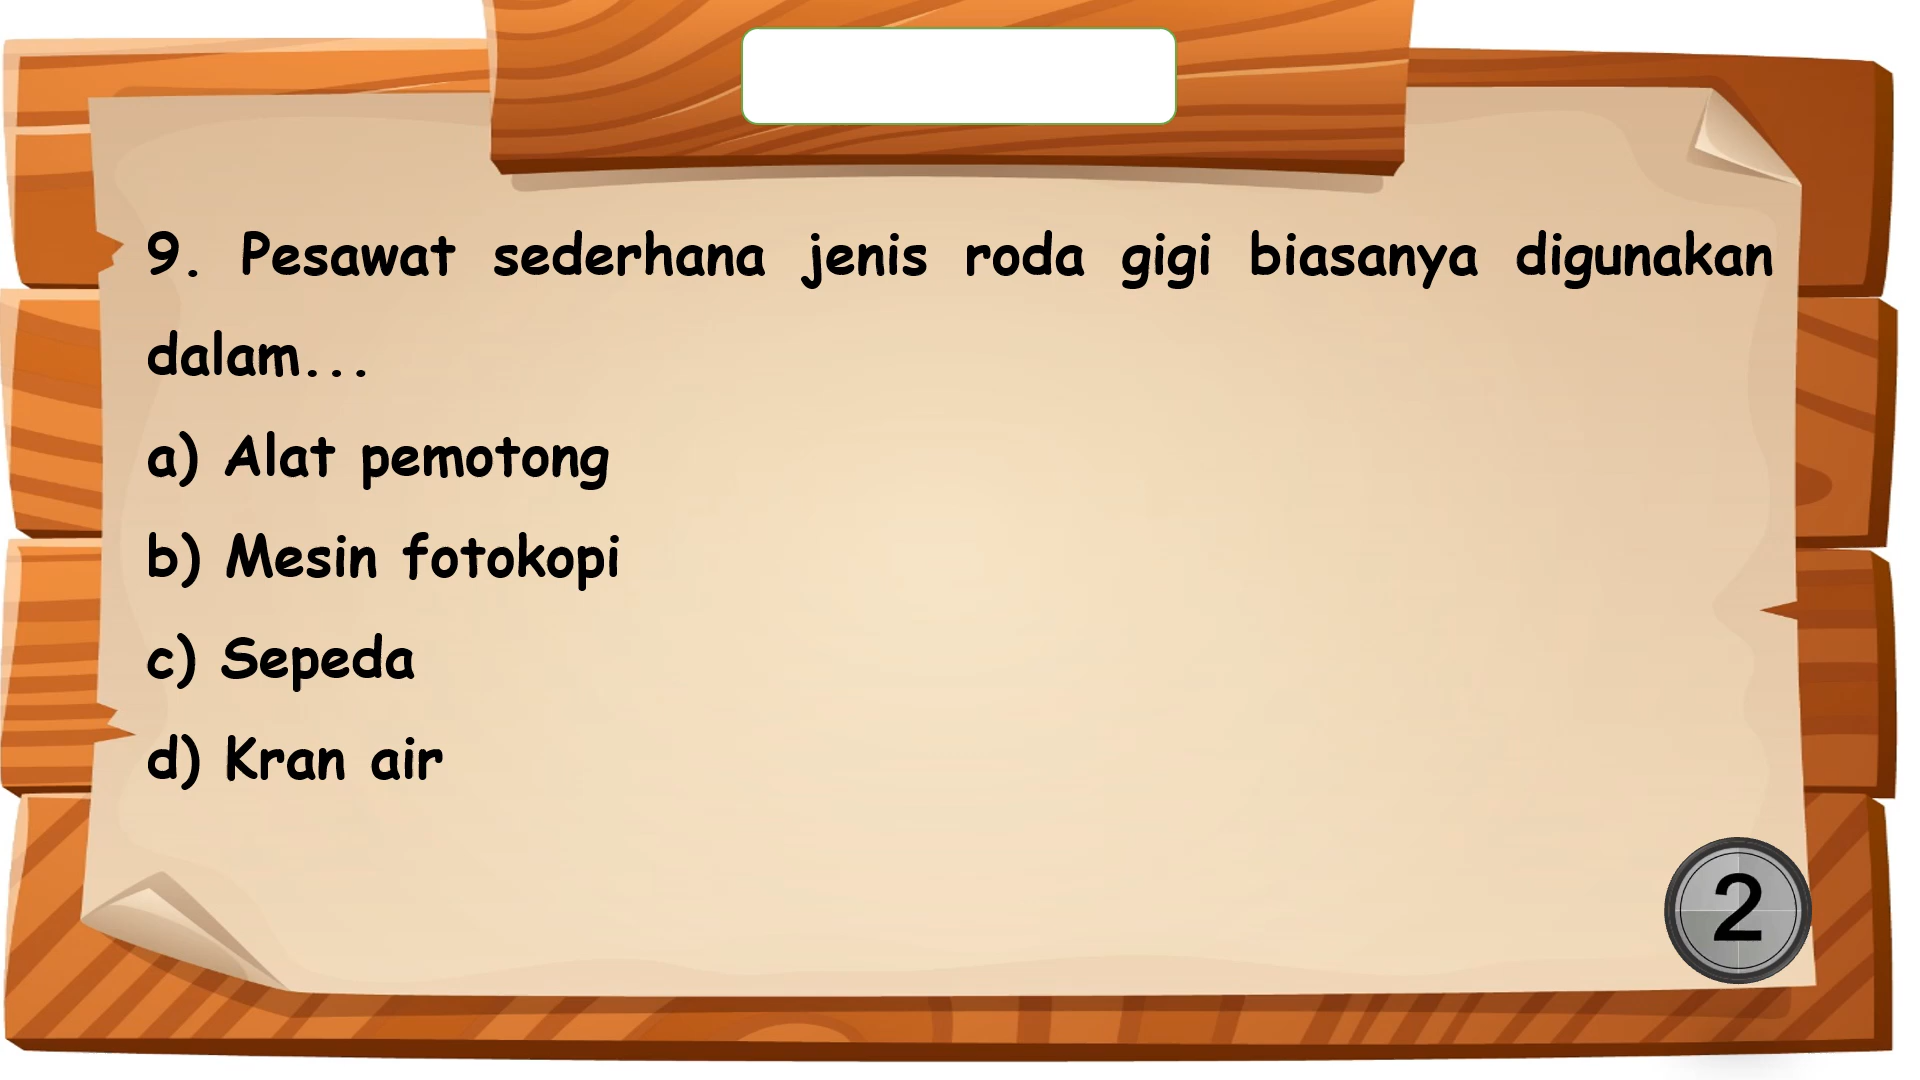 9. Pesawat sederhana jenis roda gigi biasanya digunakan
dalam...
a) Alat pemotong
b) Mesin fotokopi
c) Sepeda
d) Kran air
2